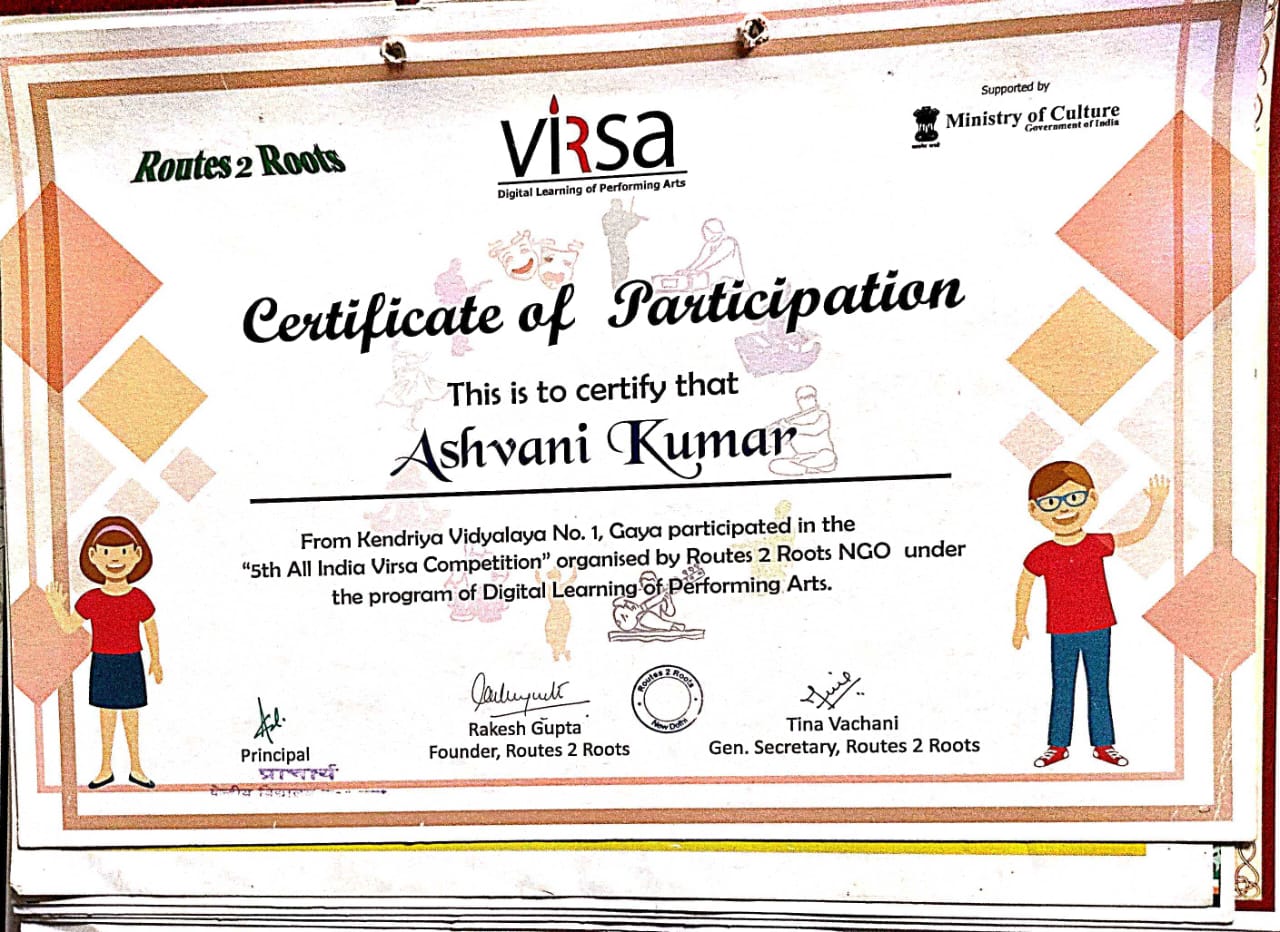 Supported by
Ministry of Culture
Government of India
Routes 2 Roots
VIRSA
Digital Learning of Performing Arts
Certificate of Participation
This is to certify that
Ashvani Kumar
From Kendriya Vidyalaya No. 1, Gaya participated in the
“5th All India Virsa Competition” organised by Routes 2 Roots NGO under
the program of Digital Learning of Performing Arts.
Routes 2 Roots
New Delhi
Rakesh Gupta
Founder, Routes 2 Roots
Tina Vachani
Gen. Secretary, Routes 2 Roots
Principal
प्राचार्य